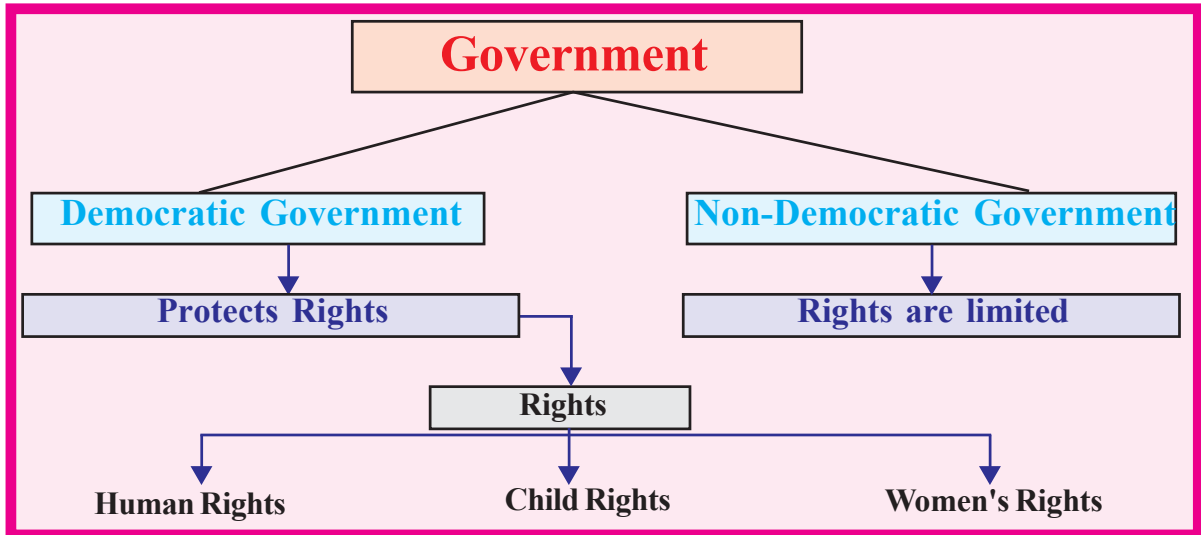 Government
Democratic Government
Non-Democratic Government
Protects Rights
Rights are limited
Rights
Human Rights
Child Rights
Women's Rights